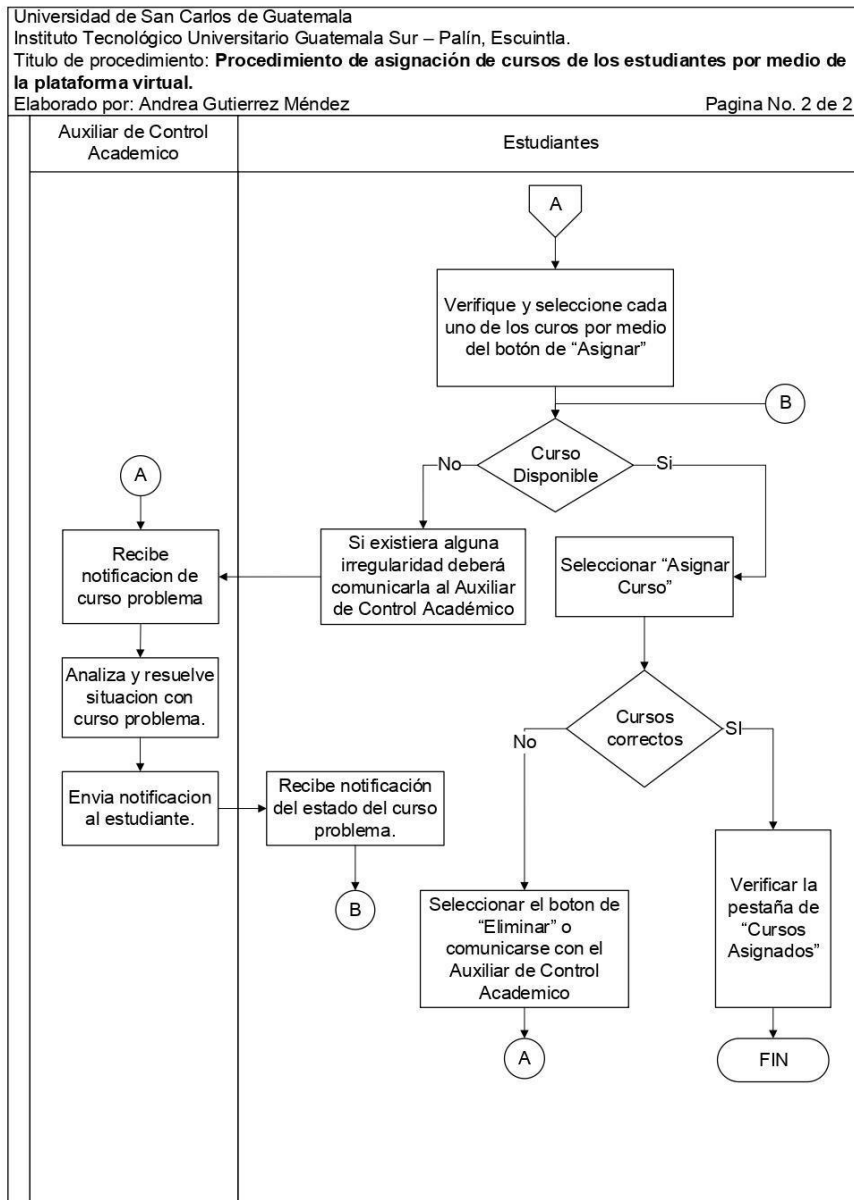 Universidad de San Carlos de Guatemala
Instituto Tecnológico Universitario Guatemala Sur – Palín, Escuintla.
Titulo de procedimiento: Procedimiento de asignación de cursos de los estudiantes por medio de
la plataforma virtual.
Elaborado por: Andrea Gutierrez Méndez Pagina No. 2 de 2
Auxiliar de Control
Academico
Estudiantes
A
Verifique y seleccione cada
uno de los curos por medio
del botón de “Asignar”
B
Curso
Disponible
No
Si
A
Recibe
notificacion de
curso problema
Si existiera alguna
irregularidad deberá
comunicarla al Auxiliar
de Control Académico
Seleccionar “Asignar
Curso”
Analiza y resuelve
situacion con
curso problema.
Cursos
correctos
No
SI
Envia notificacion
al estudiante.
Recibe notificación
del estado del curso
problema.
B
Seleccionar el boton de
“Eliminar” o
comunicarse con el
Auxiliar de Control
Academico
Verificar la
pestaña de
“Cursos
Asignados”
A
FIN